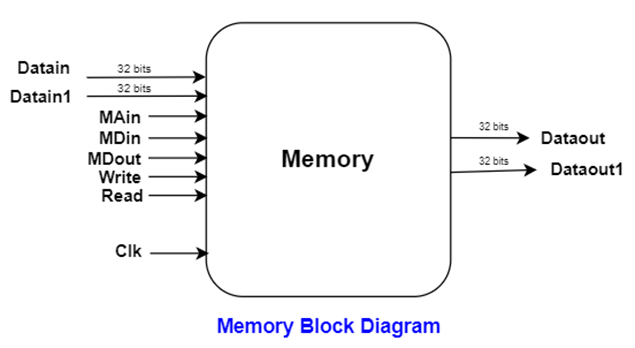 Datain 32 bits
Datain1 32 bits
MAin
MDin
MDout
Write
Read
Clk
Memory
32 bits Dataout
32 bits Dataout1
Memory Block Diagram